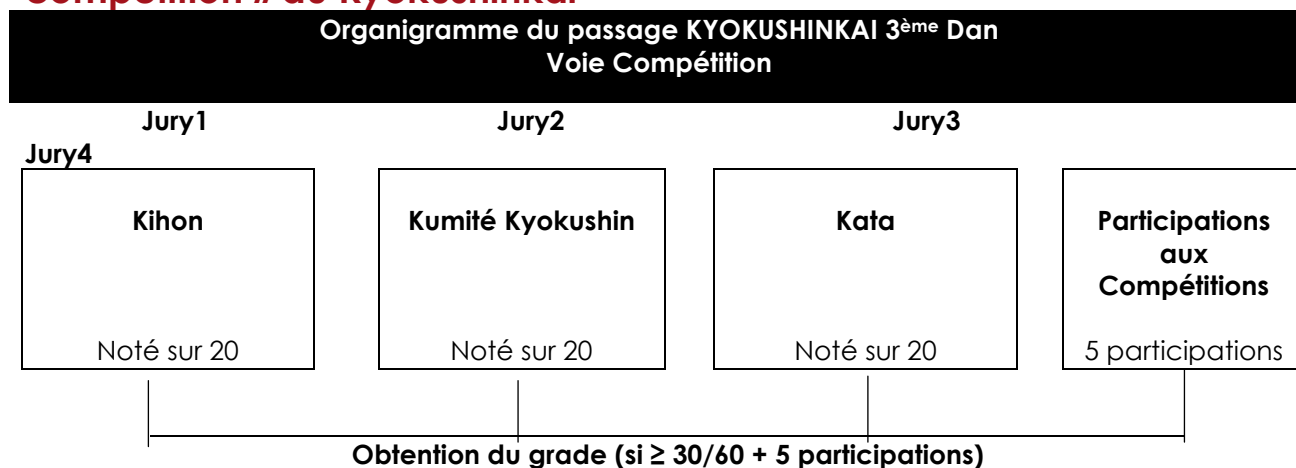 Organigramme du passage KYOKUSHINKAI 3ème Dan
Voie Compétition
Jury1 Jury2 Jury3
Jury4
Kihon
Noté sur 20
Kumité Kyokushin
Noté sur 20
Kata
Noté sur 20
Participations
aux
Compétitions
5 participations
Obtention du grade (si ≥ 30/60 + 5 participations)